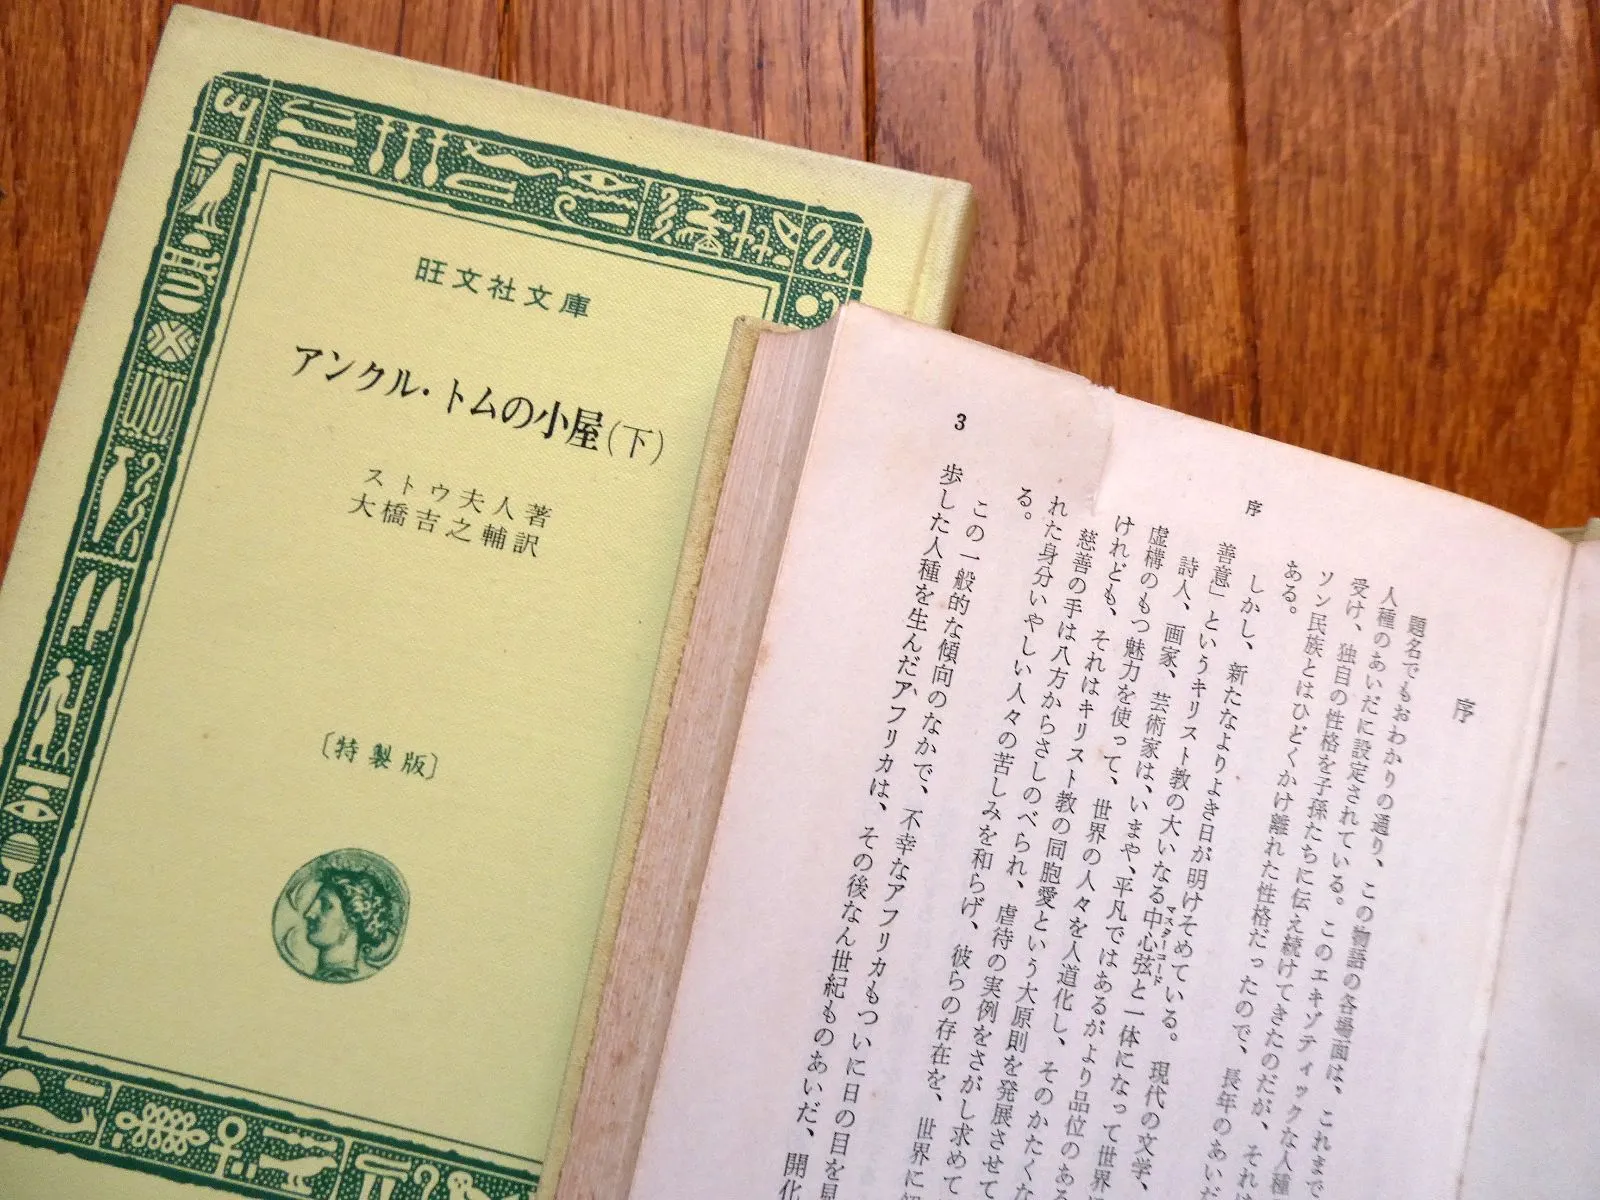 旺文社文庫
アンクル・トムの小屋(下)
ストウ夫人著
大橋吉之輔訳
〔特製版〕
序
題名でもおわかりの通り、この物語の各場面は、これまで
人種のあいだに設定されている。このエキゾティックな人種
受け、独自の性格を子孫たちに伝え続けてきたのだが、それ
ソン民族とはひどくかけ離れた性格だったので、長年のあいだ
ある。
しかし、新たなよりよき日が明けそめている。現代の文学、
善意」というキリスト教の大いなる中心弦と一体になって世界
マスターコード
詩人、画家、芸術家は、いまや、平凡ではあるがより品位のある
虚構のもつ魅力を使って、世界の人々を人道化し、そのかたくな
けれども、それはキリスト教の同胞愛という大原則を発展させて
慈善の手は八方からさしのべられ、虐待の実例をさがし求めて
れた身分いやしい人々の苦しみを和らげ、彼らの存在を、世界に
る。
この一般的な傾向のなかで、不幸なアフリカもついに日の目を見
歩した人種を生んだアフリカは、その後なん世紀ものあいだ、開化
序
3